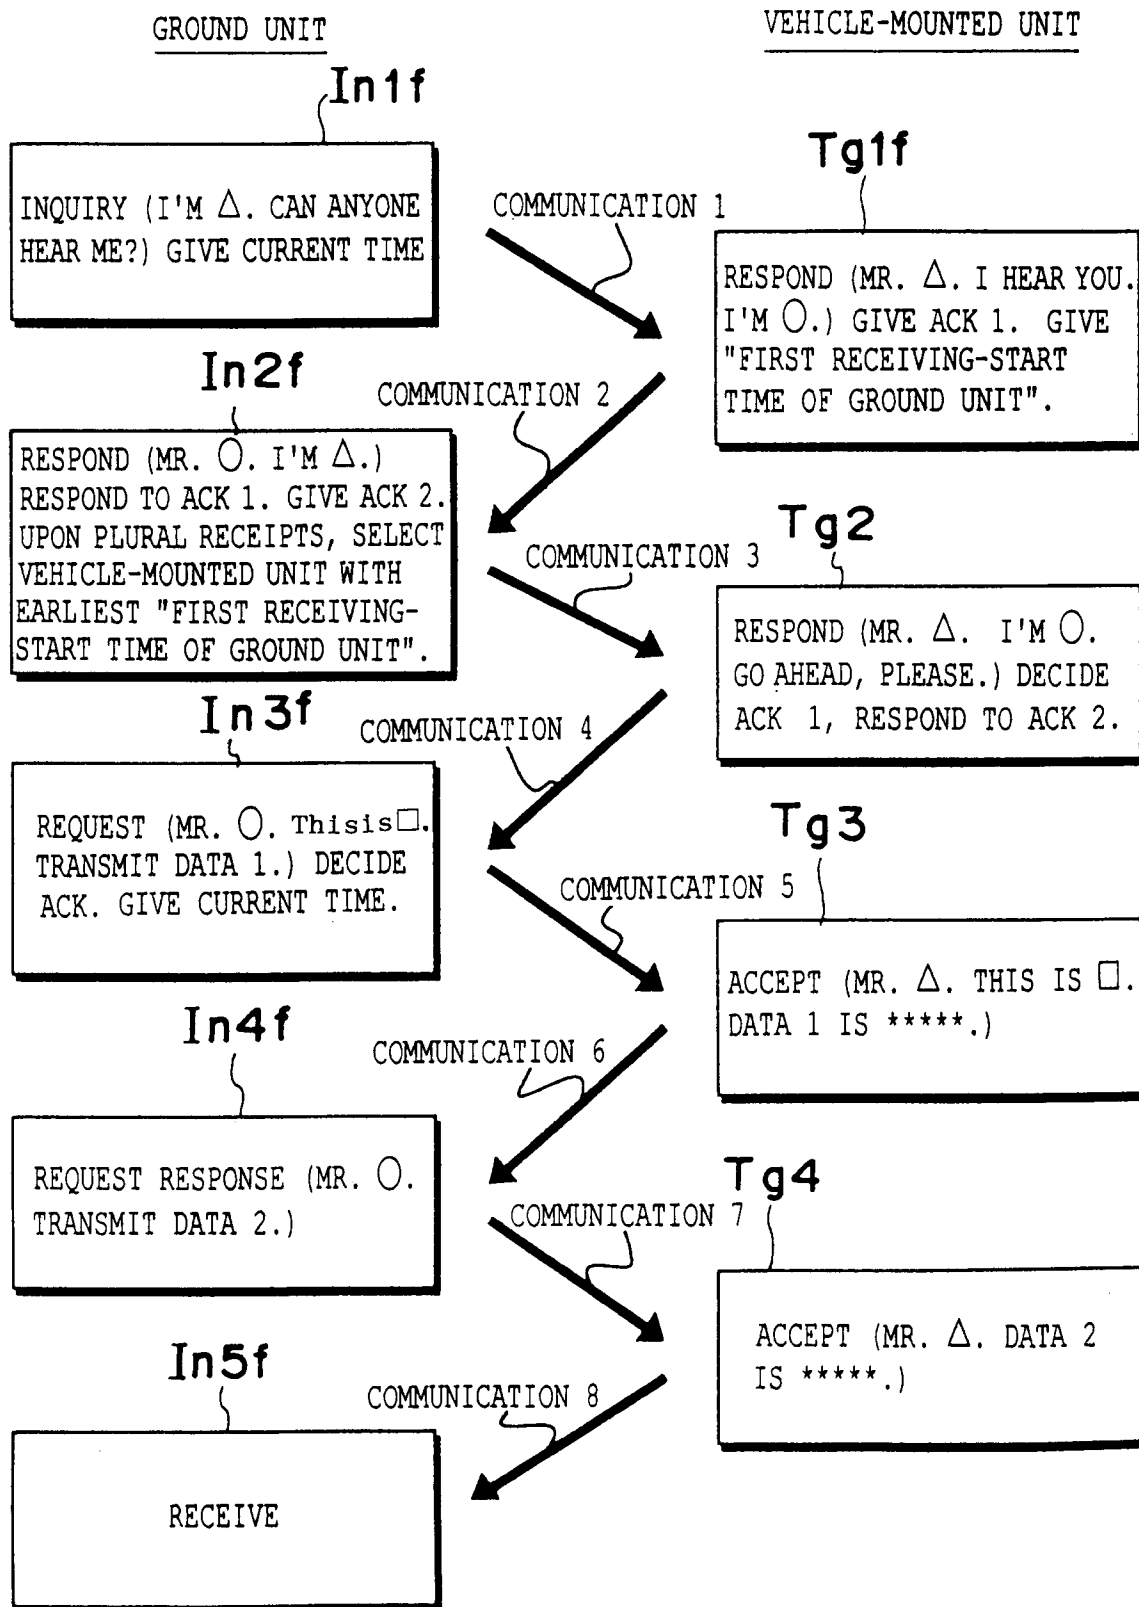 GROUND UNIT
VEHICLE-MOUNTED UNIT
In1f
INQUIRY (I'M △. CAN ANYONE
HEAR ME?) GIVE CURRENT TIME
COMMUNICATION 1
Tg1f
RESPOND (MR. △. I HEAR YOU.
I'M ○.) GIVE ACK 1. GIVE
"FIRST RECEIVING-START
TIME OF GROUND UNIT".
COMMUNICATION 2
In2f
RESPOND (MR. ○. I'M △.)
RESPOND TO ACK 1. GIVE ACK 2.
UPON PLURAL RECEIPTS, SELECT
VEHICLE-MOUNTED UNIT WITH
EARLIEST "FIRST RECEIVING-
START TIME OF GROUND UNIT".
COMMUNICATION 3
Tg2
RESPOND (MR. △. I'M ○.
GO AHEAD, PLEASE.) DECIDE
ACK 1, RESPOND TO ACK 2.
COMMUNICATION 4
In3f
REQUEST (MR. ○. Thisis□.
TRANSMIT DATA 1.) DECIDE
ACK. GIVE CURRENT TIME.
COMMUNICATION 5
Tg3
ACCEPT (MR. △. THIS IS □.
DATA 1 IS *****.)
COMMUNICATION 6
In4f
REQUEST RESPONSE (MR. ○.
TRANSMIT DATA 2.)
COMMUNICATION 7
Tg4
ACCEPT (MR. △. DATA 2
IS *****.)
COMMUNICATION 8
In5f
RECEIVE